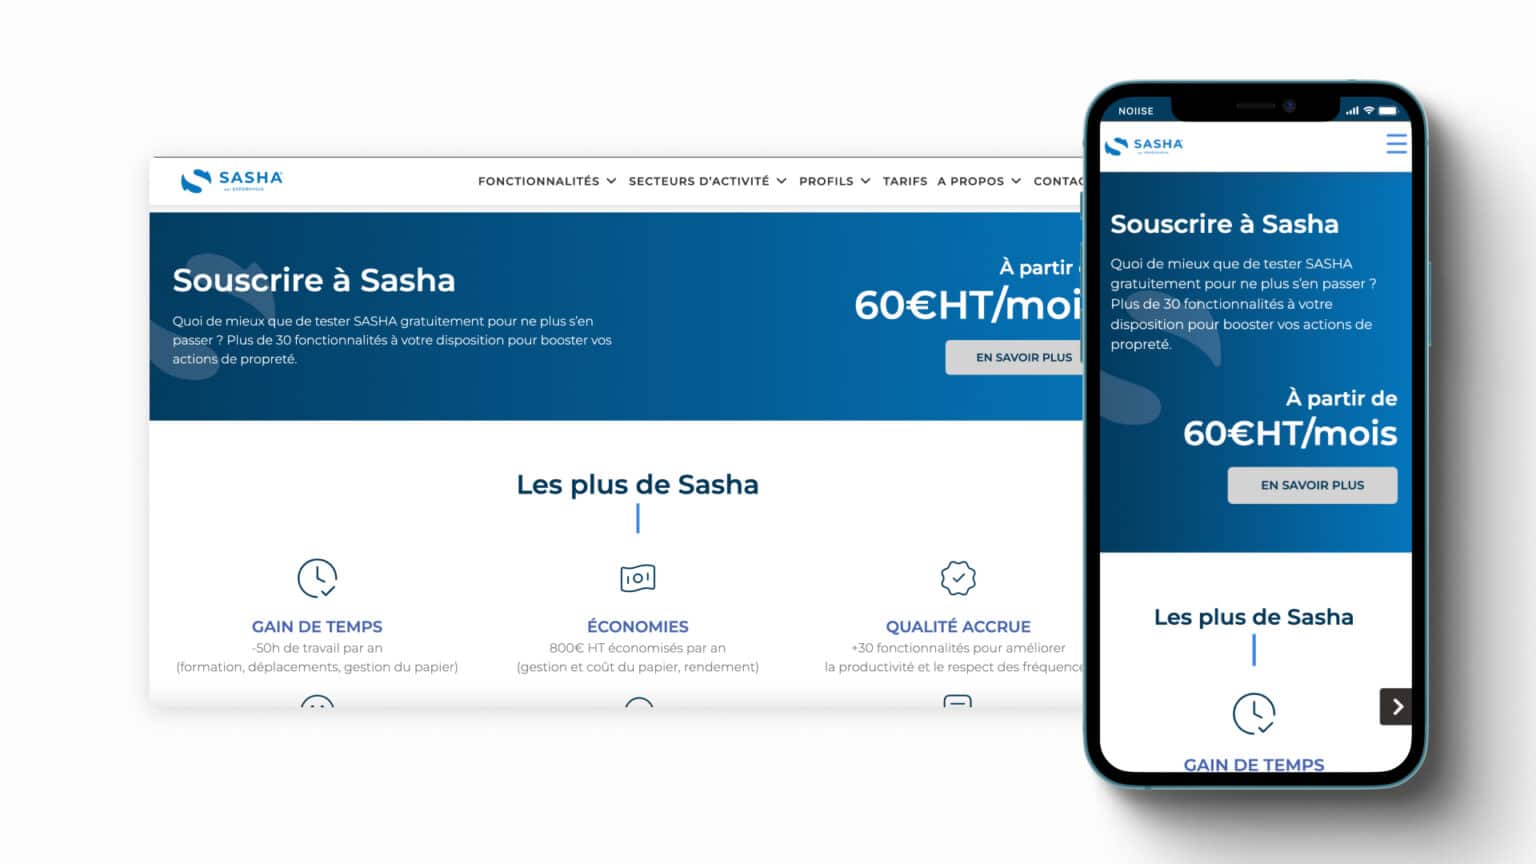 SASHA
FONCTIONNALITÉS
SECTEURS D'ACTIVITÉ
PROFILS
TARIFS
A PROPOS
CONTAC
Souscrire à Sasha
Quoi de mieux que de tester SASHA gratuitement pour ne plus s'en
passer ? Plus de 30 fonctionnalités à votre disposition pour booster vos
actions de propreté.
À partir
60€HT/moi
EN SAVOIR PLUS
Les plus de Sasha
GAIN DE TEMPS
-50h de travail par an
(formation, déplacements, gestion du papier)
ÉCONOMIES
800€ HT économisés par an
(gestion et coût du papier, rendement)
QUALITÉ ACCRUE
+30 fonctionnalités pour améliorer
la productivité et le respect des fréquence
NOIISE
SASHA
Souscrire à Sasha
Quoi de mieux que de tester SASHA
gratuitement pour ne plus s'en passer ?
Plus de 30 fonctionnalités à votre
disposition pour booster vos actions de
propreté.
À partir de
60€HT/mois
EN SAVOIR PLUS
Les plus de Sasha
GAIN DE TEMPS